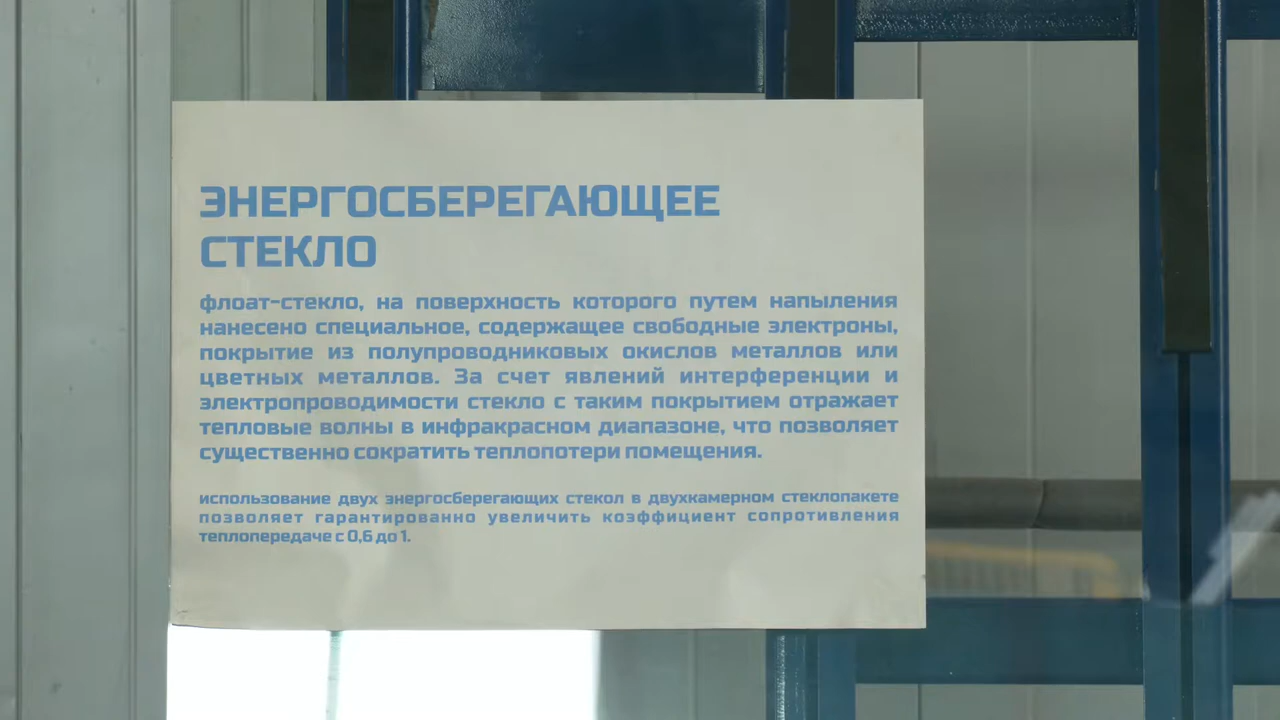 ЭНЕРГОСБЕРЕГАЮЩЕЕ
СТЕКЛО
флоат-стекло, на поверхность которого путем напыления
нанесено специальное, содержащее свободные электроны,
покрытие из полупроводниковых окислов металлов или
цветных металлов. За счет явлений интерференции и
электропроводимости стекло с таким покрытием отражает
тепловые волны в инфракрасном диапазоне, что позволяет
существенно сократить теплопотери помещения.
использование двух энергосберегающих стекол в двухкамерном стеклопакете
позволяет гарантированно увеличить коэффициент сопротивления
теплопередаче с 0,6 до 1.